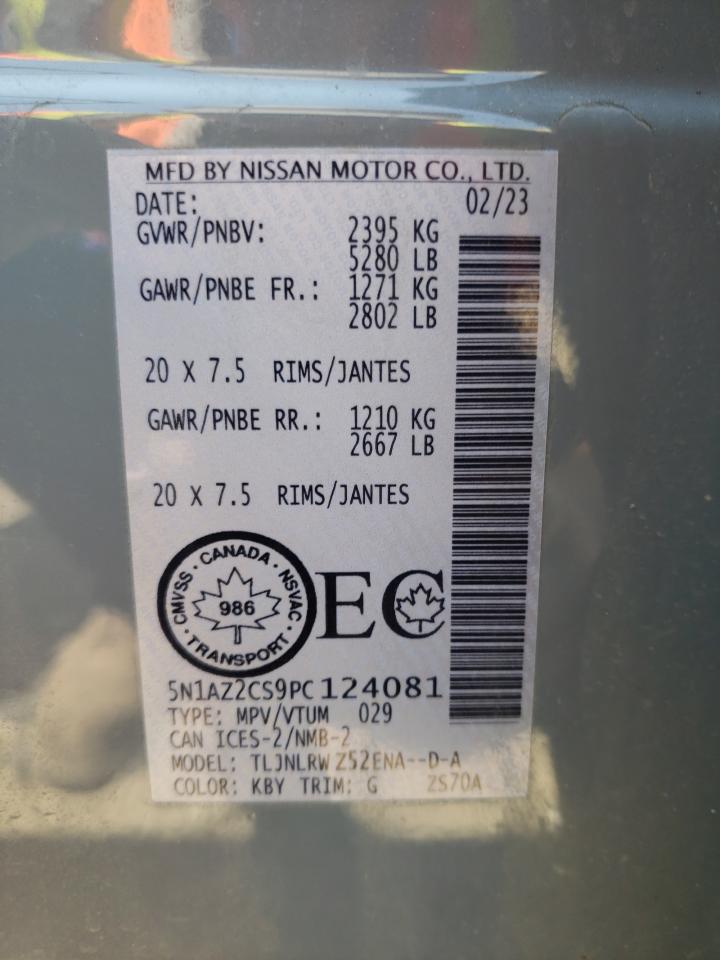 MFD BY NISSAN MOTOR CO., LTD.
DATE: 02/23
GVWR/PNBV: 2395 KG
5280 LB
GAWR/PNBE FR.: 1271 KG
2802 LB
20 X 7.5 RIMS/JANTES
GAWR/PNBE RR.: 1210 KG
2667 LB
20 X 7.5 RIMS/JANTES
CMVSS · CANADA · NSVAC · TRANSPORT ·
986
EC
5N1AZ2CS9PC124081
TYPE: MPV/VTUM 029
CAN ICES-2/NMB-2
MODEL: TLJNLRW Z52ENA--D-A
COLOR: KBY TRIM: G ZS70A